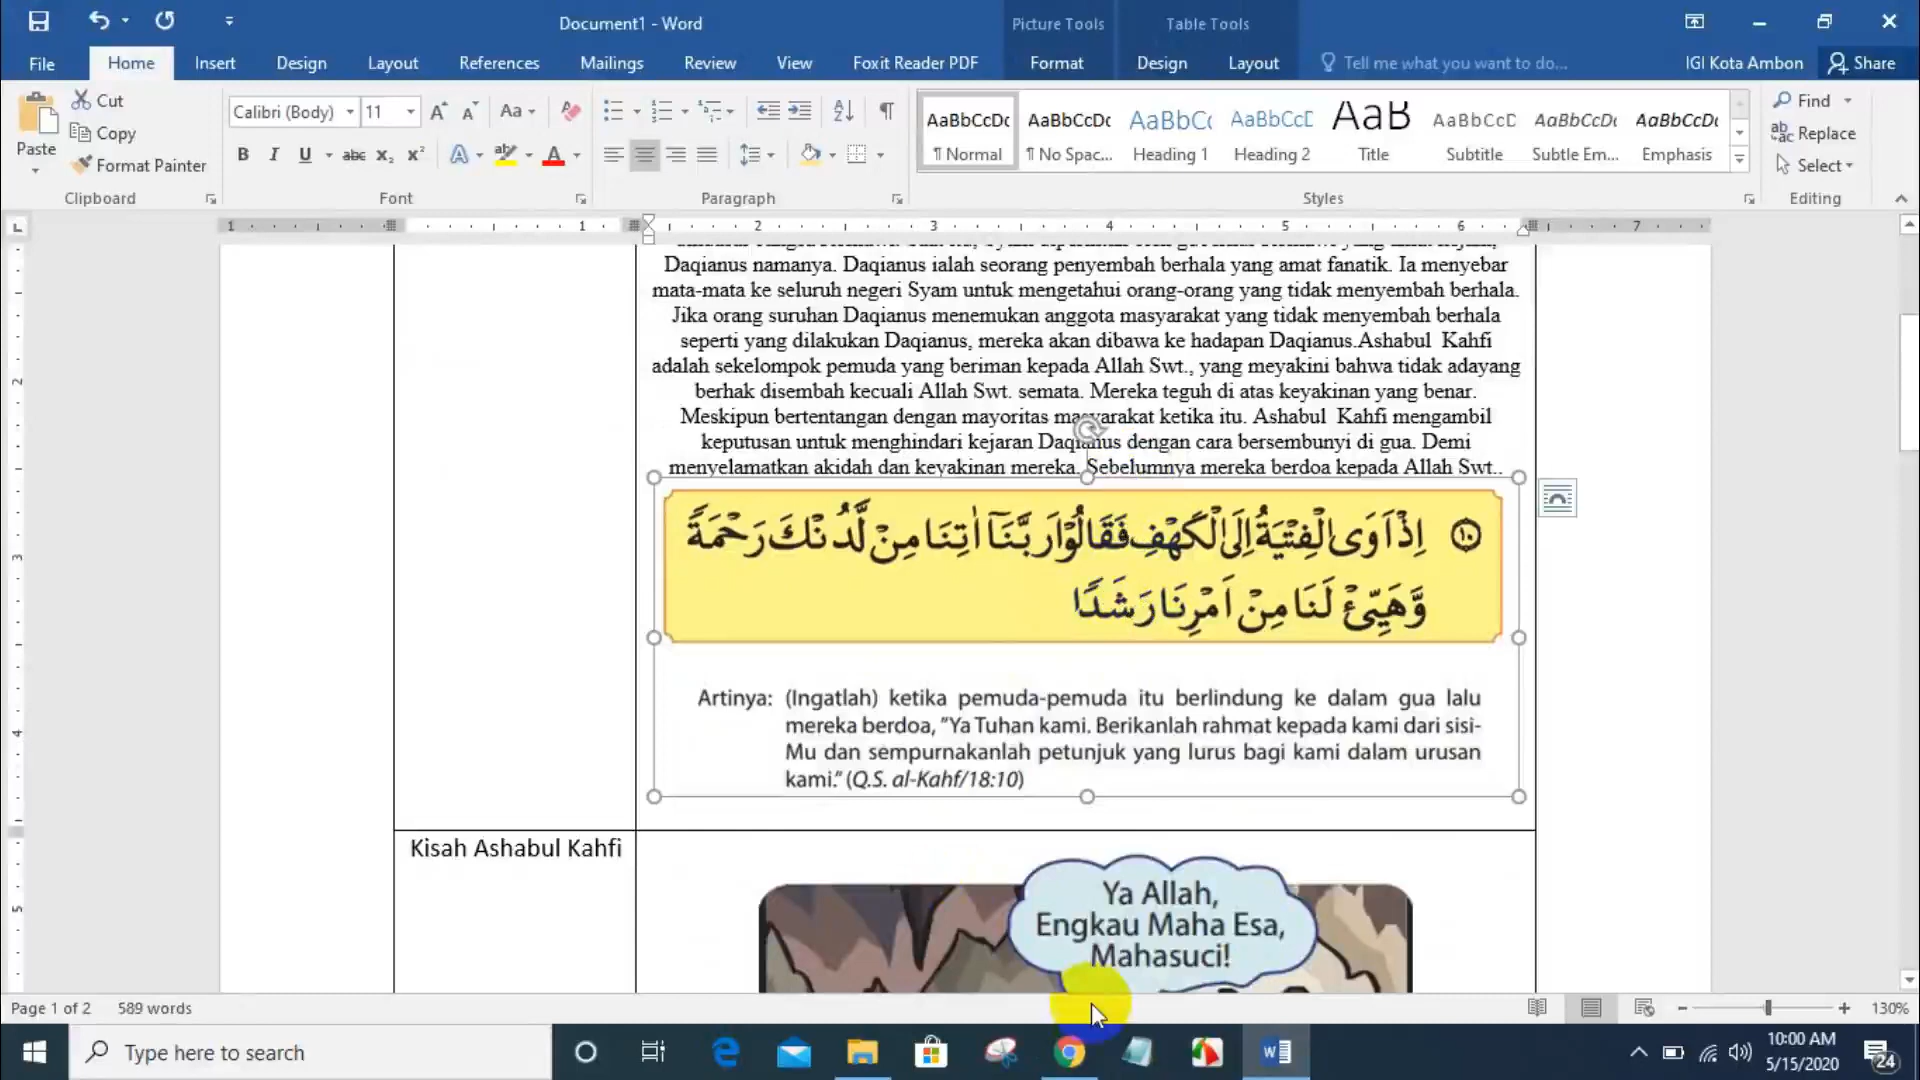 Document1 - Word
Picture Tools
Table Tools
File
Home
Insert
Design
Layout
References
Mailings
Review
View
Foxit Reader PDF
Format
Design
Layout
Tell me what you want to do...
IGI Kota Ambon
Share
Paste
Cut
Copy
Format Painter
Clipboard
Calibri (Body)
11
Font
Paragraph
AaBbCcDc
¶ Normal
AaBbCcDc
¶ No Spac...
AaBbC(
Heading 1
AaBbCcE
Heading 2
AaB
Title
AaBbCcD
Subtitle
AaBbCcDc
Subtle Em...
AaBbCcDc
Emphasis
Styles
Find
Replace
Select
Editing
1 1 2 3 4 5 6 7
Daqianus namanya. Daqianus ialah seorang penyembah berhala yang amat fanatik. Ia menyebar
mata-mata ke seluruh negeri Syam untuk mengetahui orang-orang yang tidak menyembah berhala.
Jika orang suruhan Daqianus menemukan anggota masyarakat yang tidak menyembah berhala
seperti yang dilakukan Daqianus, mereka akan dibawa ke hadapan Daqianus.Ashabul Kahfi
adalah sekelompok pemuda yang beriman kepada Allah Swt., yang meyakini bahwa tidak adayang
berhak disembah kecuali Allah Swt. semata. Mereka teguh di atas keyakinan yang benar.
Meskipun bertentangan dengan mayoritas masyarakat ketika itu. Ashabul Kahfi mengambil
keputusan untuk menghindari kejaran Daqianus dengan cara bersembunyi di gua. Demi
menyelamatkan akidah dan keyakinan mereka. Sebelumnya mereka berdoa kepada Allah Swt..
١٠ اِذْ اَوَى الْفِتْيَةُ اِلَى الْكَهْفِ فَقَالُوْا رَبَّنَآ اٰتِنَا مِنْ لَّدُنْكَ رَحْمَةً
وَّهَيِّئْ لَنَا مِنْ اَمْرِنَا رَشَدًا
Artinya: (Ingatlah) ketika pemuda-pemuda itu berlindung ke dalam gua lalu
mereka berdoa, "Ya Tuhan kami. Berikanlah rahmat kepada kami dari sisi-
Mu dan sempurnakanlah petunjuk yang lurus bagi kami dalam urusan
kami." (Q.S. al-Kahf/18:10)
Kisah Ashabul Kahfi
Ya Allah,
Engkau Maha Esa,
Mahasuci!
Page 1 of 2
589 words
130%
Type here to search
10:00 AM
5/15/2020
24